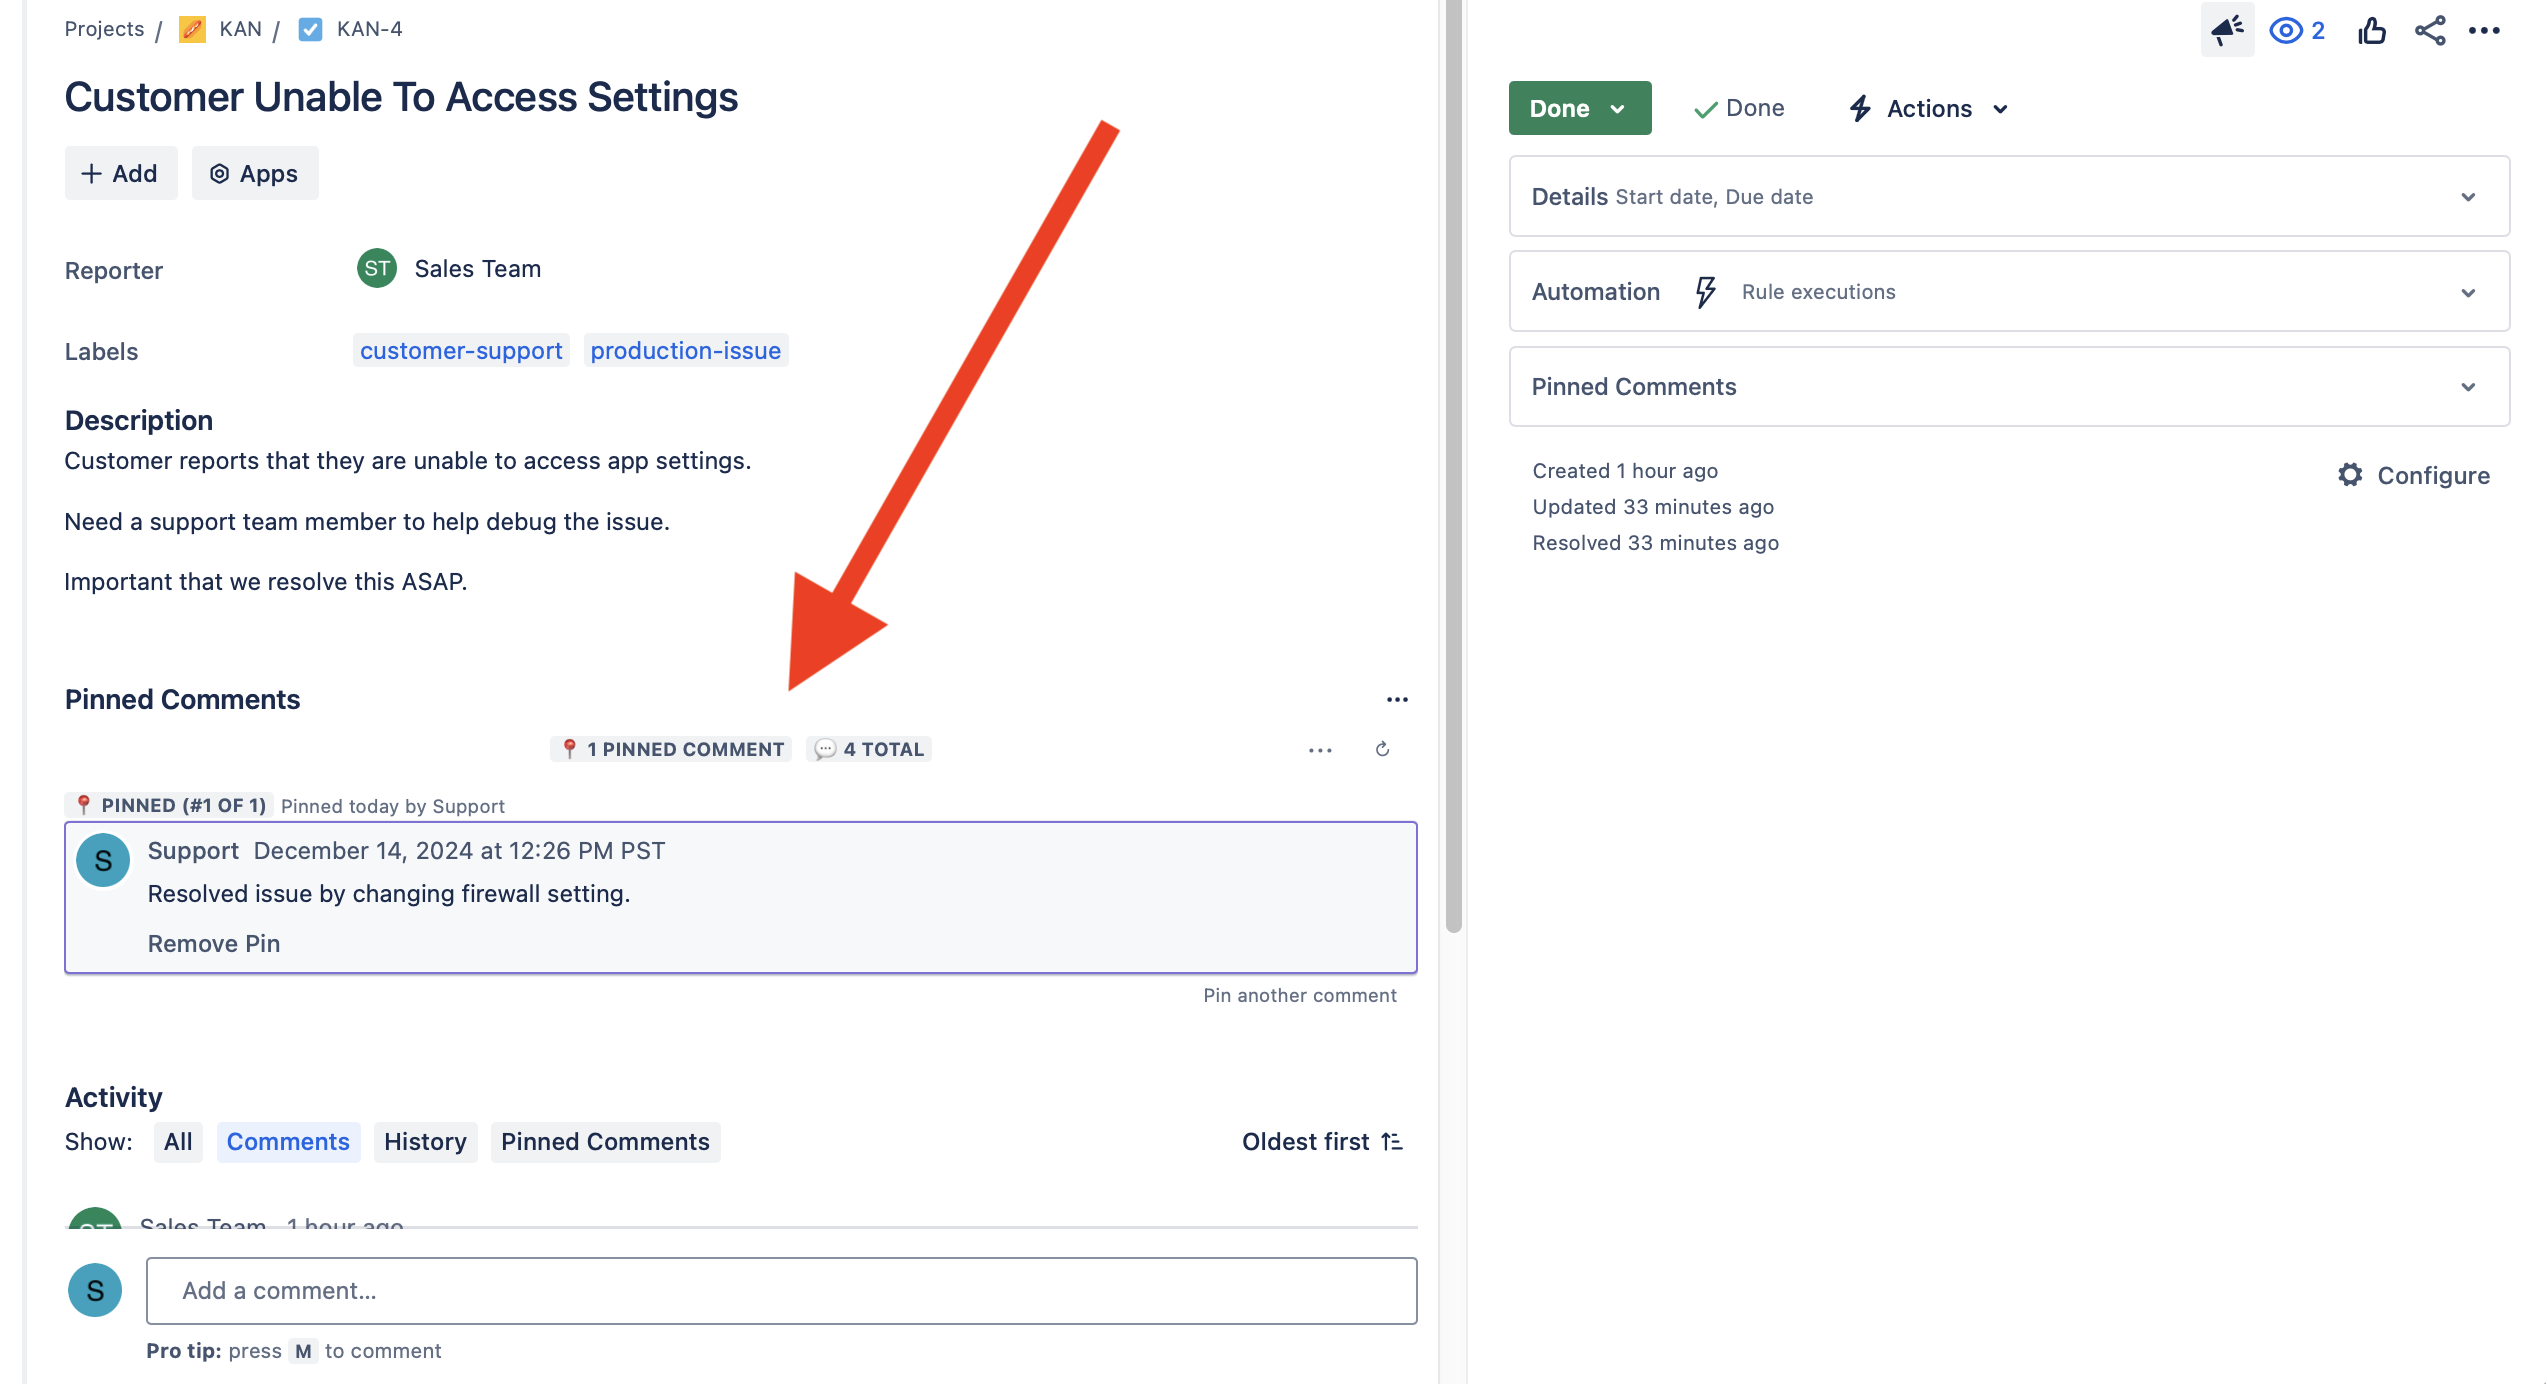 Projects / KAN / KAN-4
2
Customer Unable To Access Settings
Done
Done
Actions
Add
Apps
Details Start date, Due date
Reporter
ST
Sales Team
Automation
Rule executions
Labels
customer-support
production-issue
Pinned Comments
Description
Customer reports that they are unable to access app settings.
Need a support team member to help debug the issue.
Important that we resolve this ASAP.
Created 1 hour ago
Updated 33 minutes ago
Resolved 33 minutes ago
Configure
Pinned Comments
1 PINNED COMMENT
4 TOTAL
PINNED (#1 OF 1) Pinned today by Support
S
Support December 14, 2024 at 12:26 PM PST
Resolved issue by changing firewall setting.
Remove Pin
Pin another comment
Activity
Show: All Comments History Pinned Comments
Oldest first
ST
Sales Team 1 hour ago
S
Add a comment...
Pro tip: press M to comment